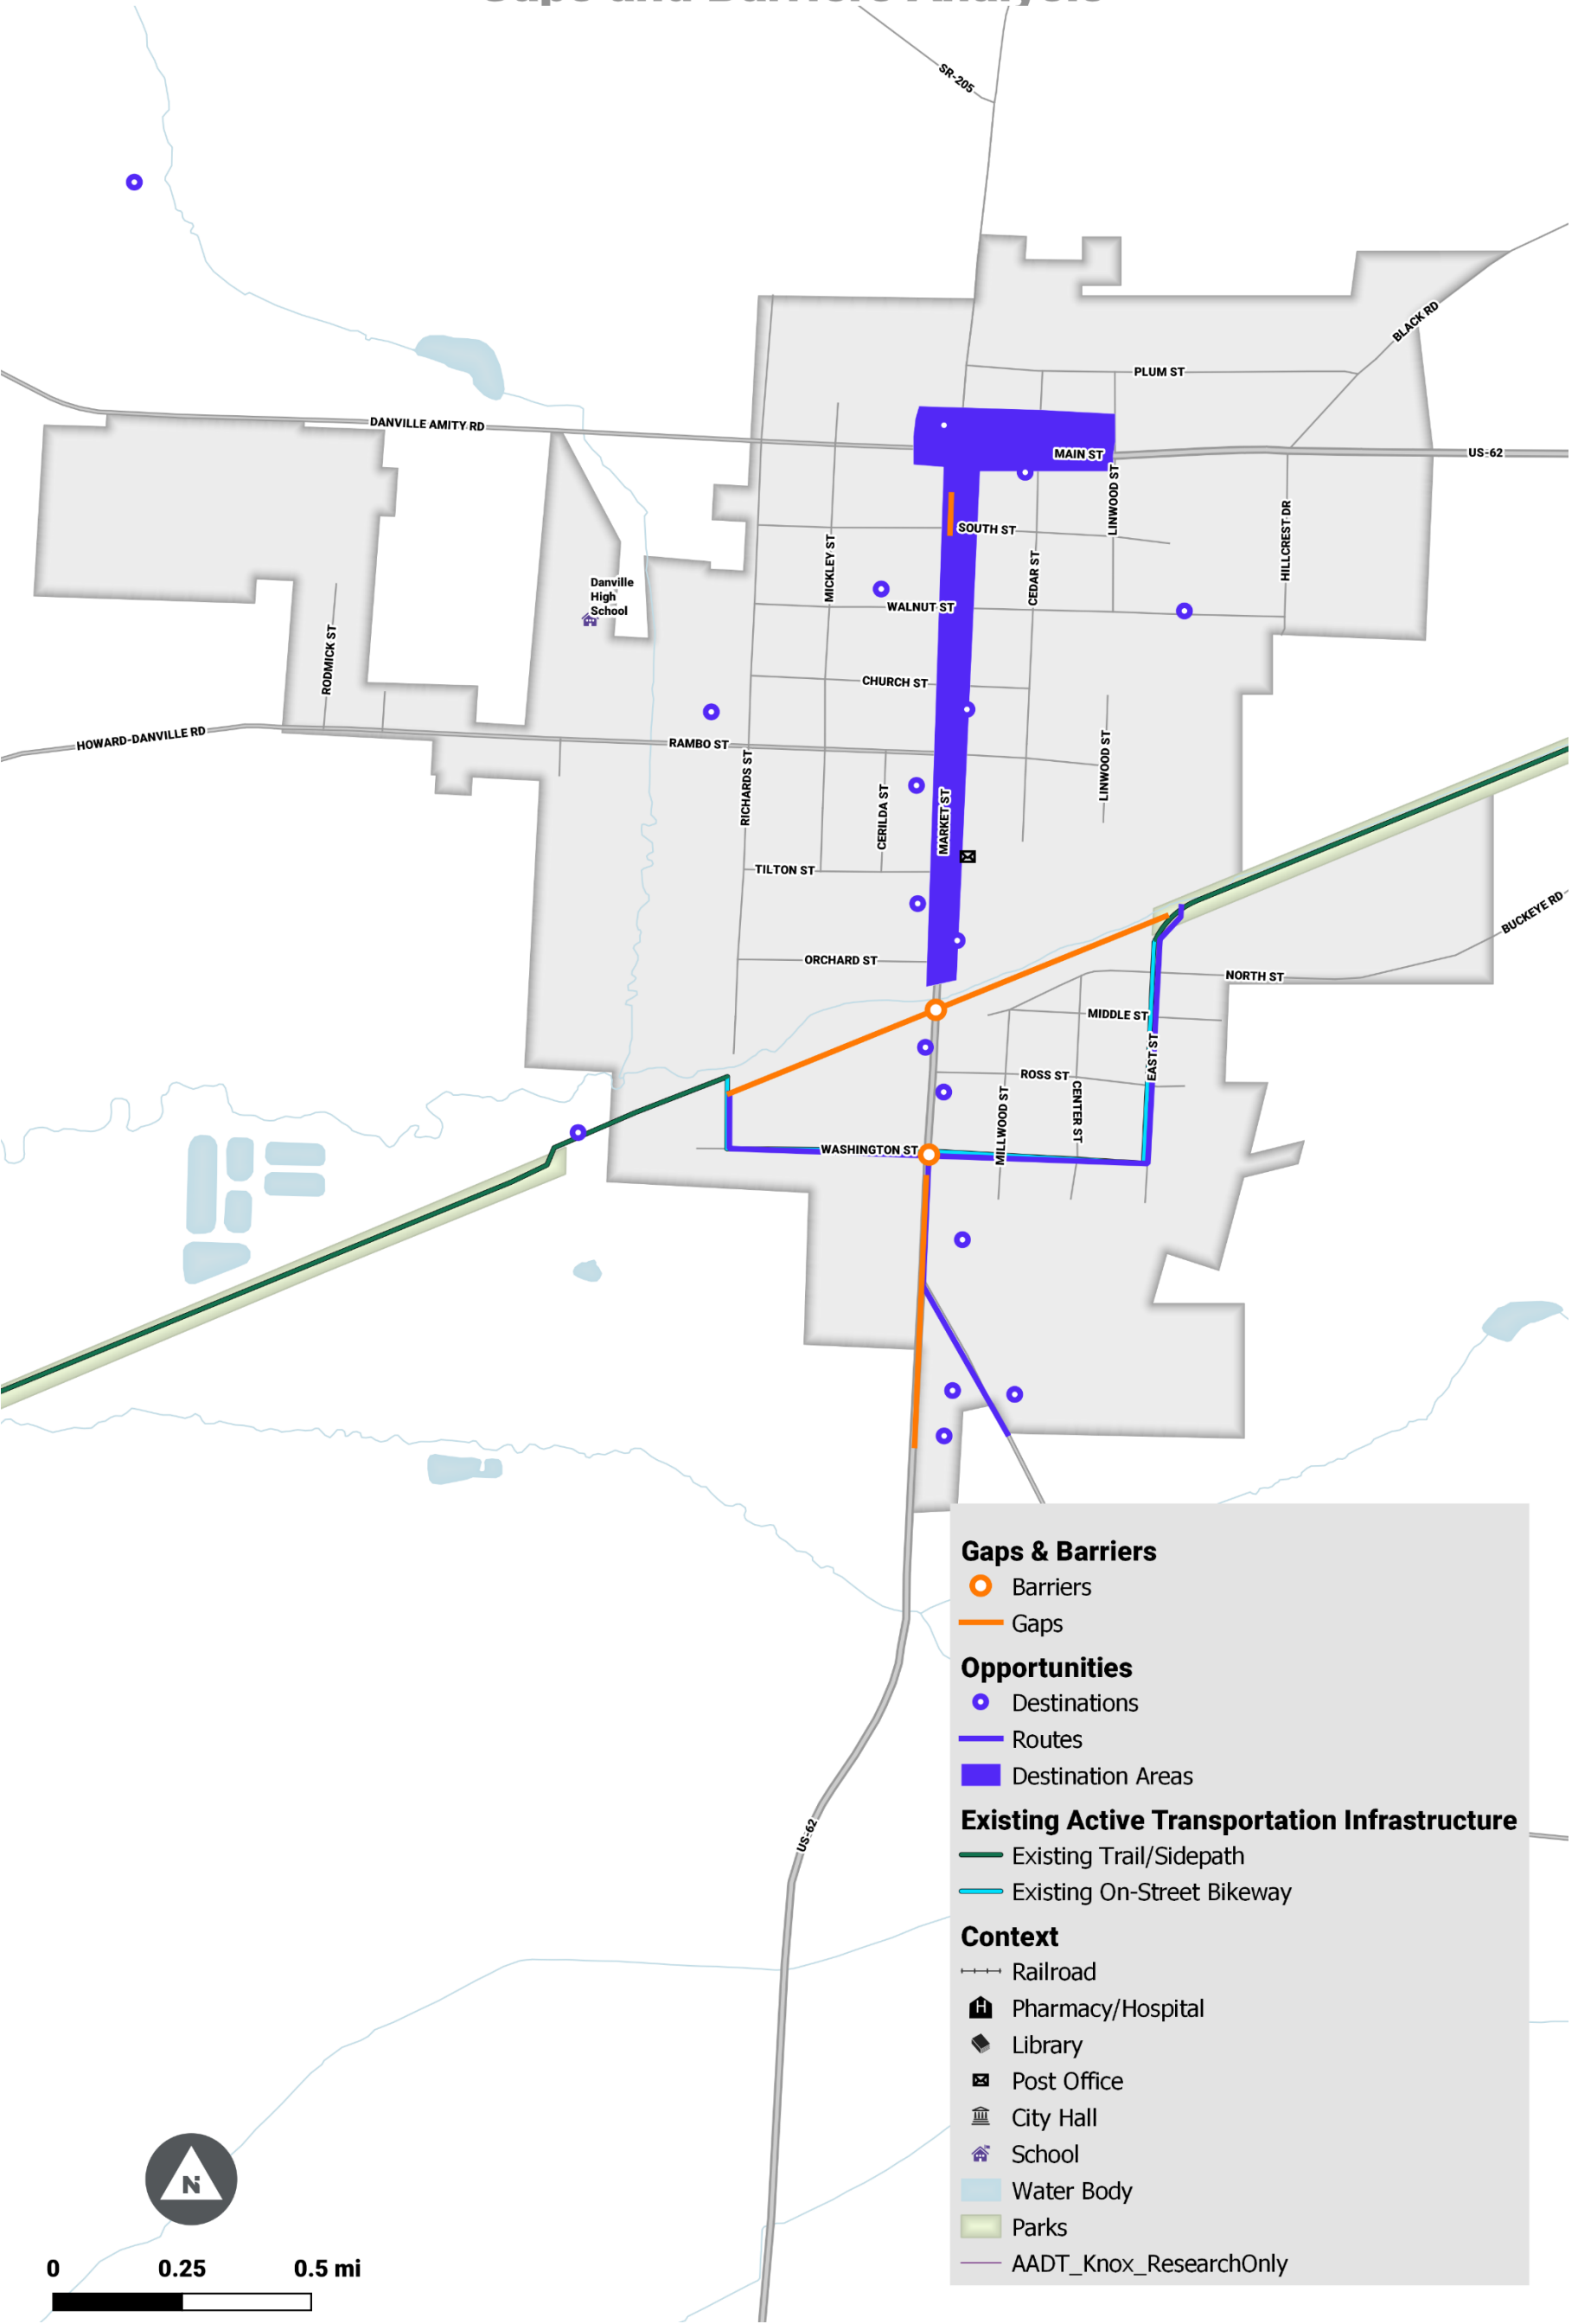 Gaps and Barriers Analysis
SR-205
BLACK RD
PLUM ST
DANVILLE AMITY RD
MAIN ST
US-62
LINWOOD ST
SOUTH ST
HILLCREST DR
MICKLEY ST
CEDAR ST
Danville
High
School
WALNUT ST
RODMICK ST
CHURCH ST
HOWARD-DANVILLE RD
RAMBO ST
LINWOOD ST
RICHARDS ST
CERILDA ST
MARKET ST
TILTON ST
BUCKEYE RD
ORCHARD ST
NORTH ST
MIDDLE ST
EAST ST
ROSS ST
CENTER ST
MILLWOOD ST
WASHINGTON ST
US-62
Gaps & Barriers
Barriers
Gaps
Opportunities
Destinations
Routes
Destination Areas
Existing Active Transportation Infrastructure
Existing Trail/Sidepath
Existing On-Street Bikeway
Context
Railroad
Pharmacy/Hospital
Library
Post Office
City Hall
School
Water Body
Parks
AADT_Knox_ResearchOnly
N
0 0.25 0.5 mi